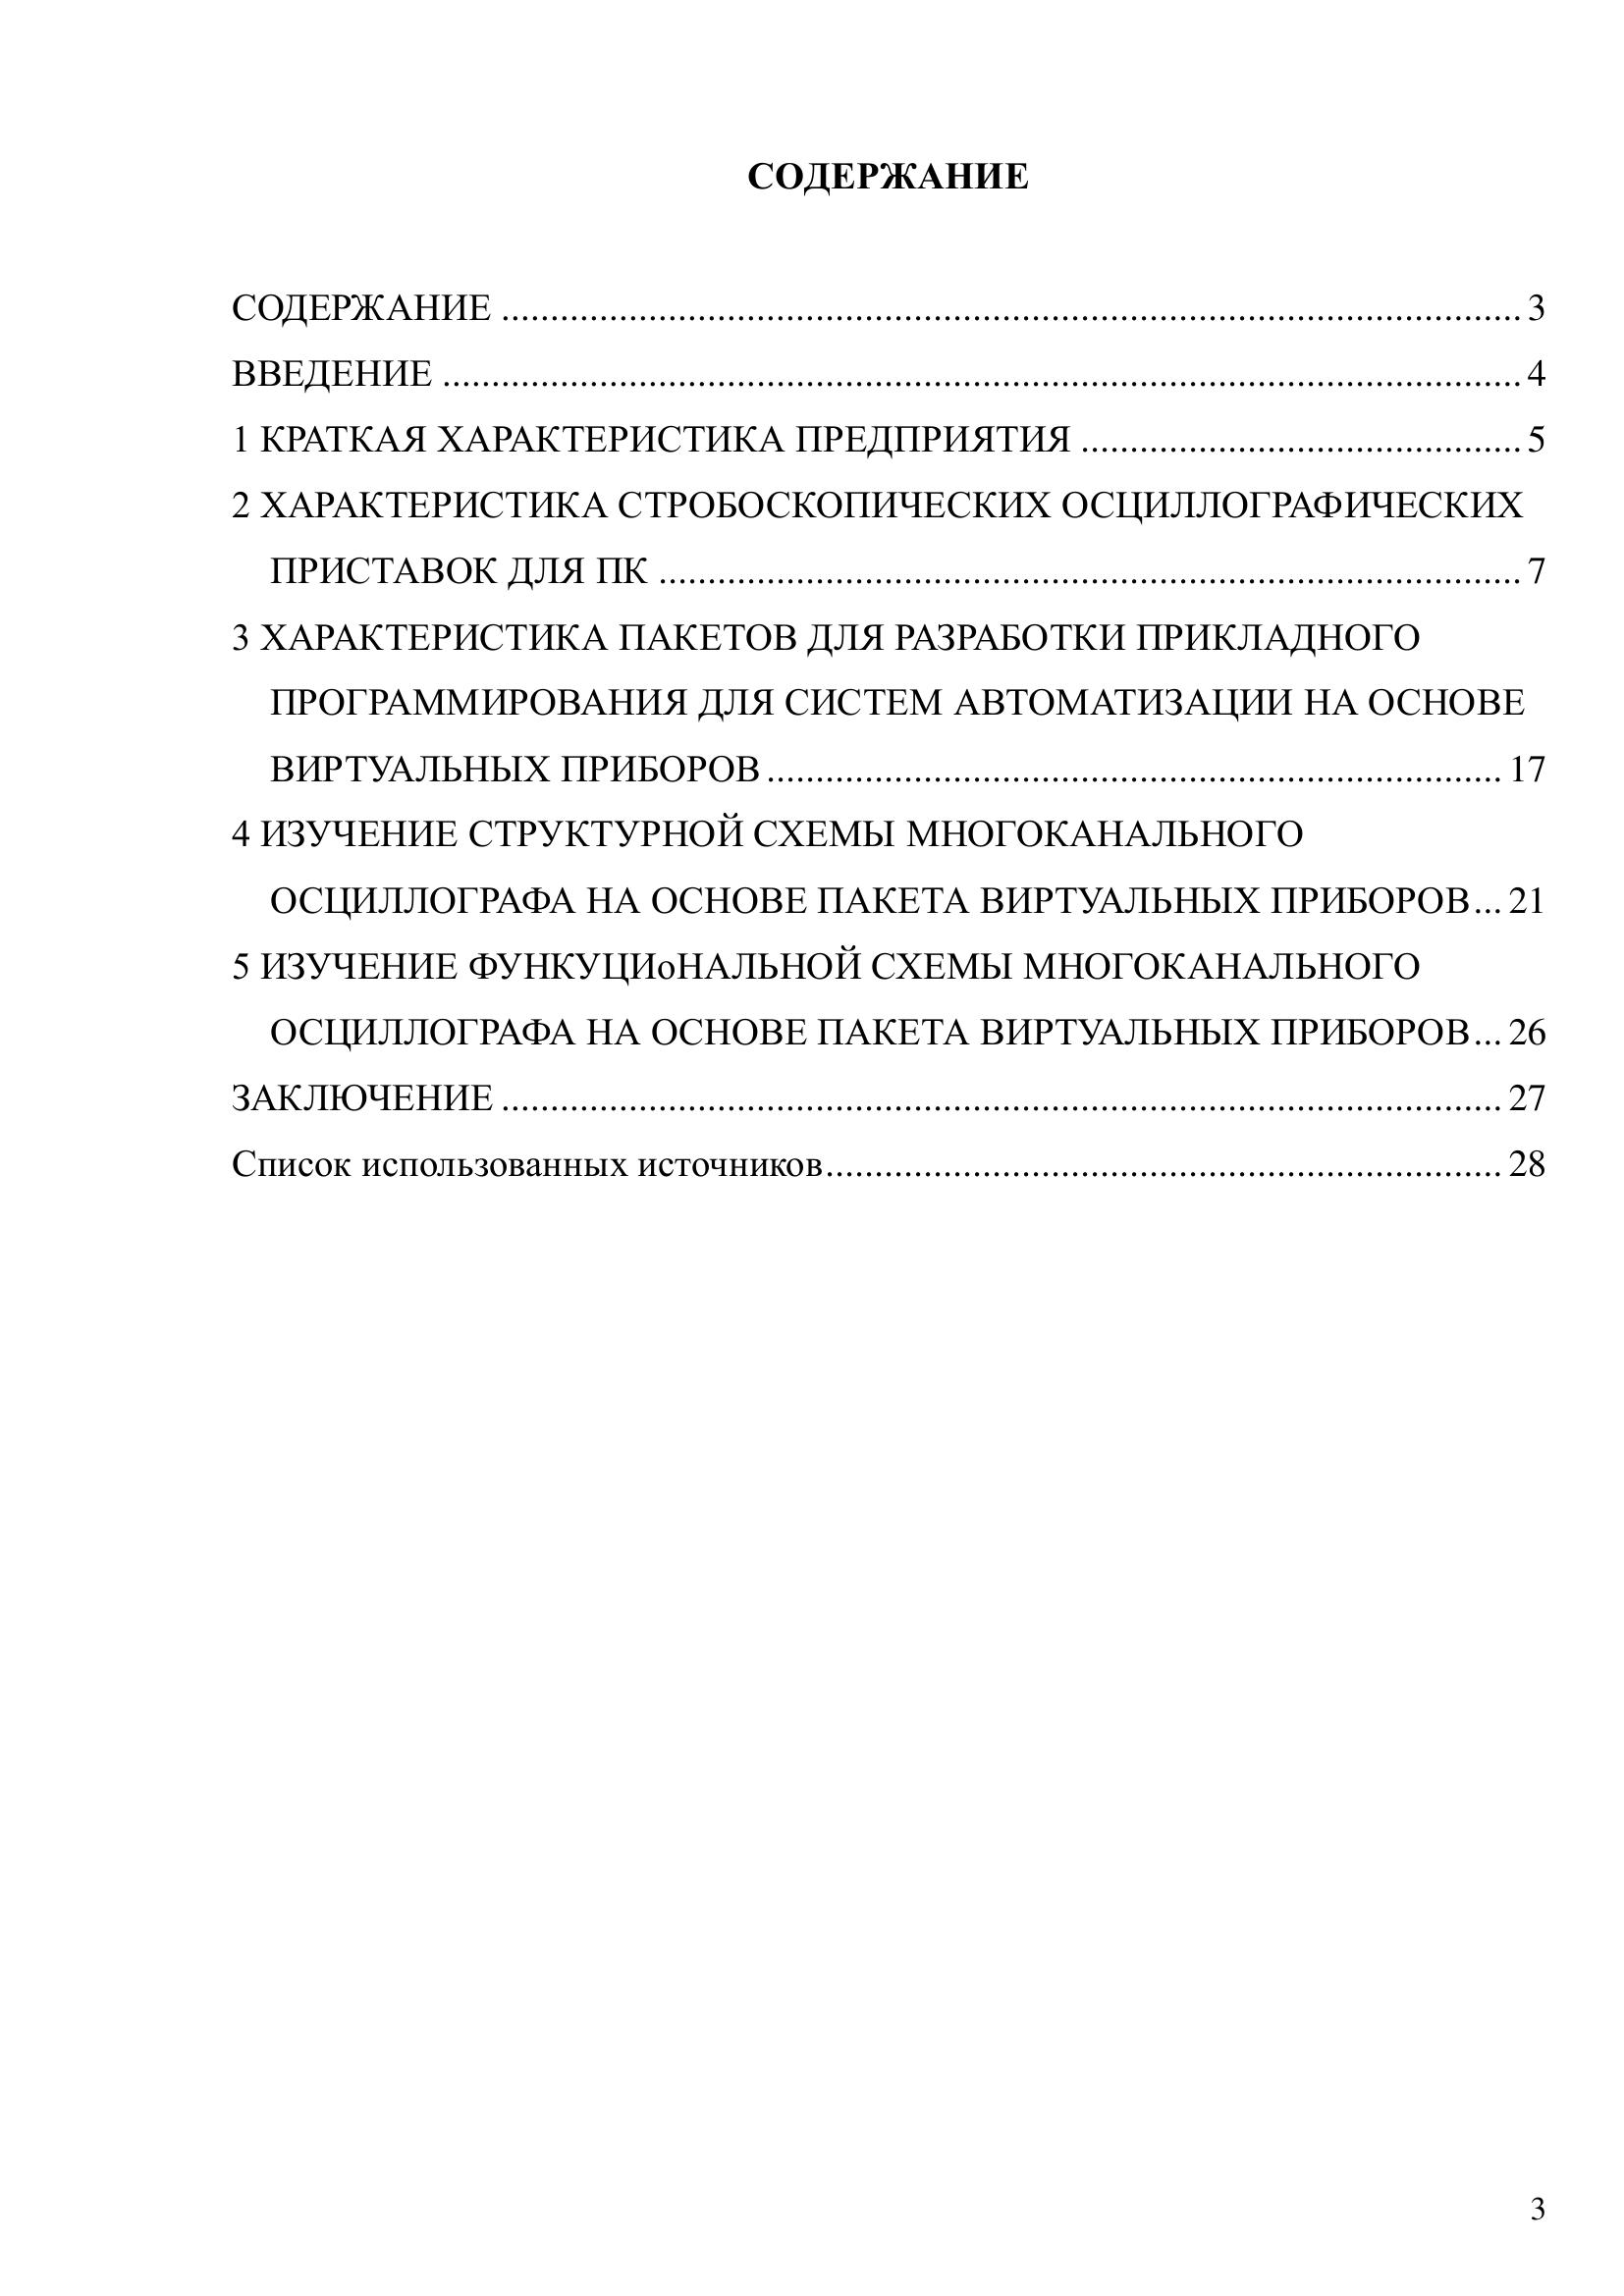 СОДЕРЖАНИЕ
СОДЕРЖАНИЕ ........................................................................................................ 3
ВВЕДЕНИЕ .............................................................................................................. 4
1 КРАТКАЯ ХАРАКТЕРИСТИКА ПРЕДПРИЯТИЯ ............................................. 5
2 ХАРАКТЕРИСТИКА СТРОБОСКОПИЧЕСКИХ ОСЦИЛЛОГРАФИЧЕСКИХ
ПРИСТАВОК ДЛЯ ПК ........................................................................................ 7
3 ХАРАКТЕРИСТИКА ПАКЕТОВ ДЛЯ РАЗРАБОТКИ ПРИКЛАДНОГО
ПРОГРАММИРОВАНИЯ ДЛЯ СИСТЕМ АВТОМАТИЗАЦИИ НА ОСНОВЕ
ВИРТУАЛЬНЫХ ПРИБОРОВ........................................................................... 17
4 ИЗУЧЕНИЕ СТРУКТУРНОЙ СХЕМЫ МНОГОКАНАЛЬНОГО
ОСЦИЛЛОГРАФА НА ОСНОВЕ ПАКЕТА ВИРТУАЛЬНЫХ ПРИБОРОВ... 21
5 ИЗУЧЕНИЕ ФУНКУЦИоНАЛЬНОЙ СХЕМЫ МНОГОКАНАЛЬНОГО
ОСЦИЛЛОГРАФА НА ОСНОВЕ ПАКЕТА ВИРТУАЛЬНЫХ ПРИБОРОВ... 26
ЗАКЛЮЧЕНИЕ ...................................................................................................... 27
Список использованных источников..................................................................... 28
3